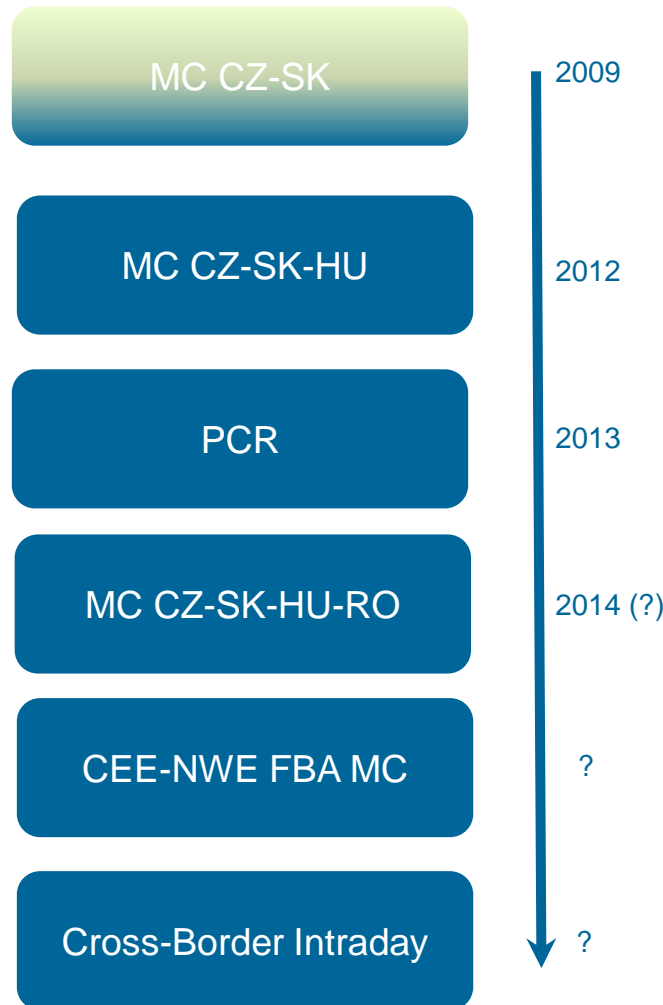 MC CZ-SK
2009
MC CZ-SK-HU
2012
PCR
2013
MC CZ-SK-HU-RO
2014 (?)
CEE-NWE FBA MC
?
Cross-Border Intraday
?